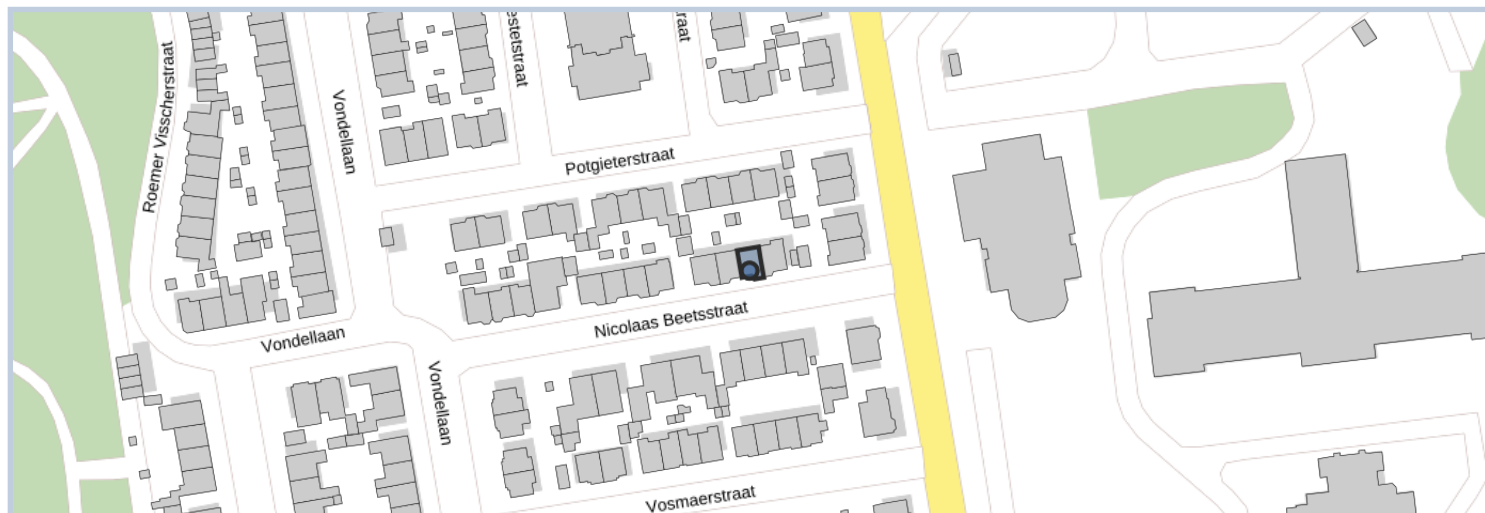 Roemer Visscherstraat
Vondellaan
Potgieterstraat
Nicolaas Beetsstraat
Vondellaan
Vondellaan
Vosmaerstraat